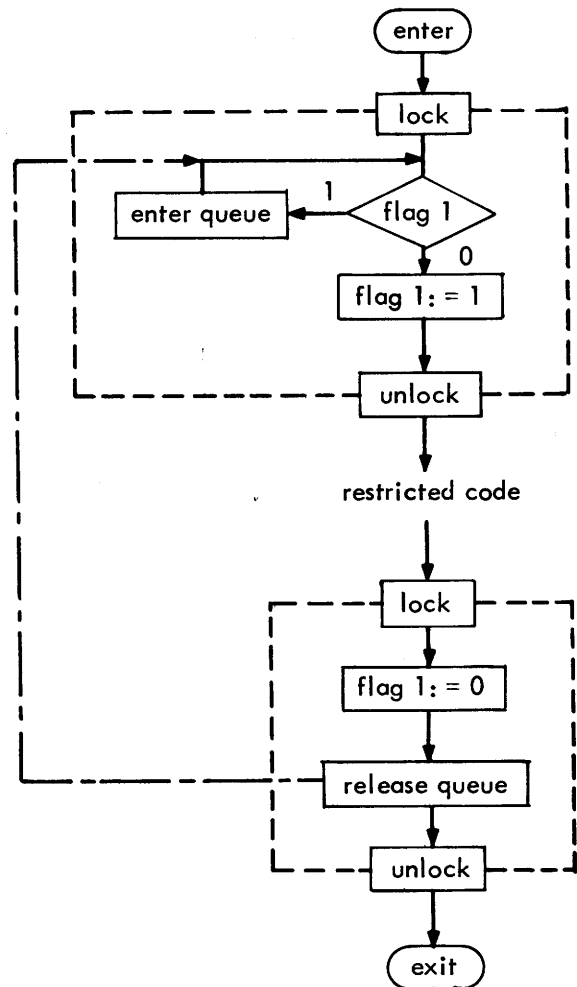 enter
lock
1
enter queue
flag 1
0
flag 1: = 1
unlock
restricted code
lock
flag 1: = 0
release queue
unlock
exit